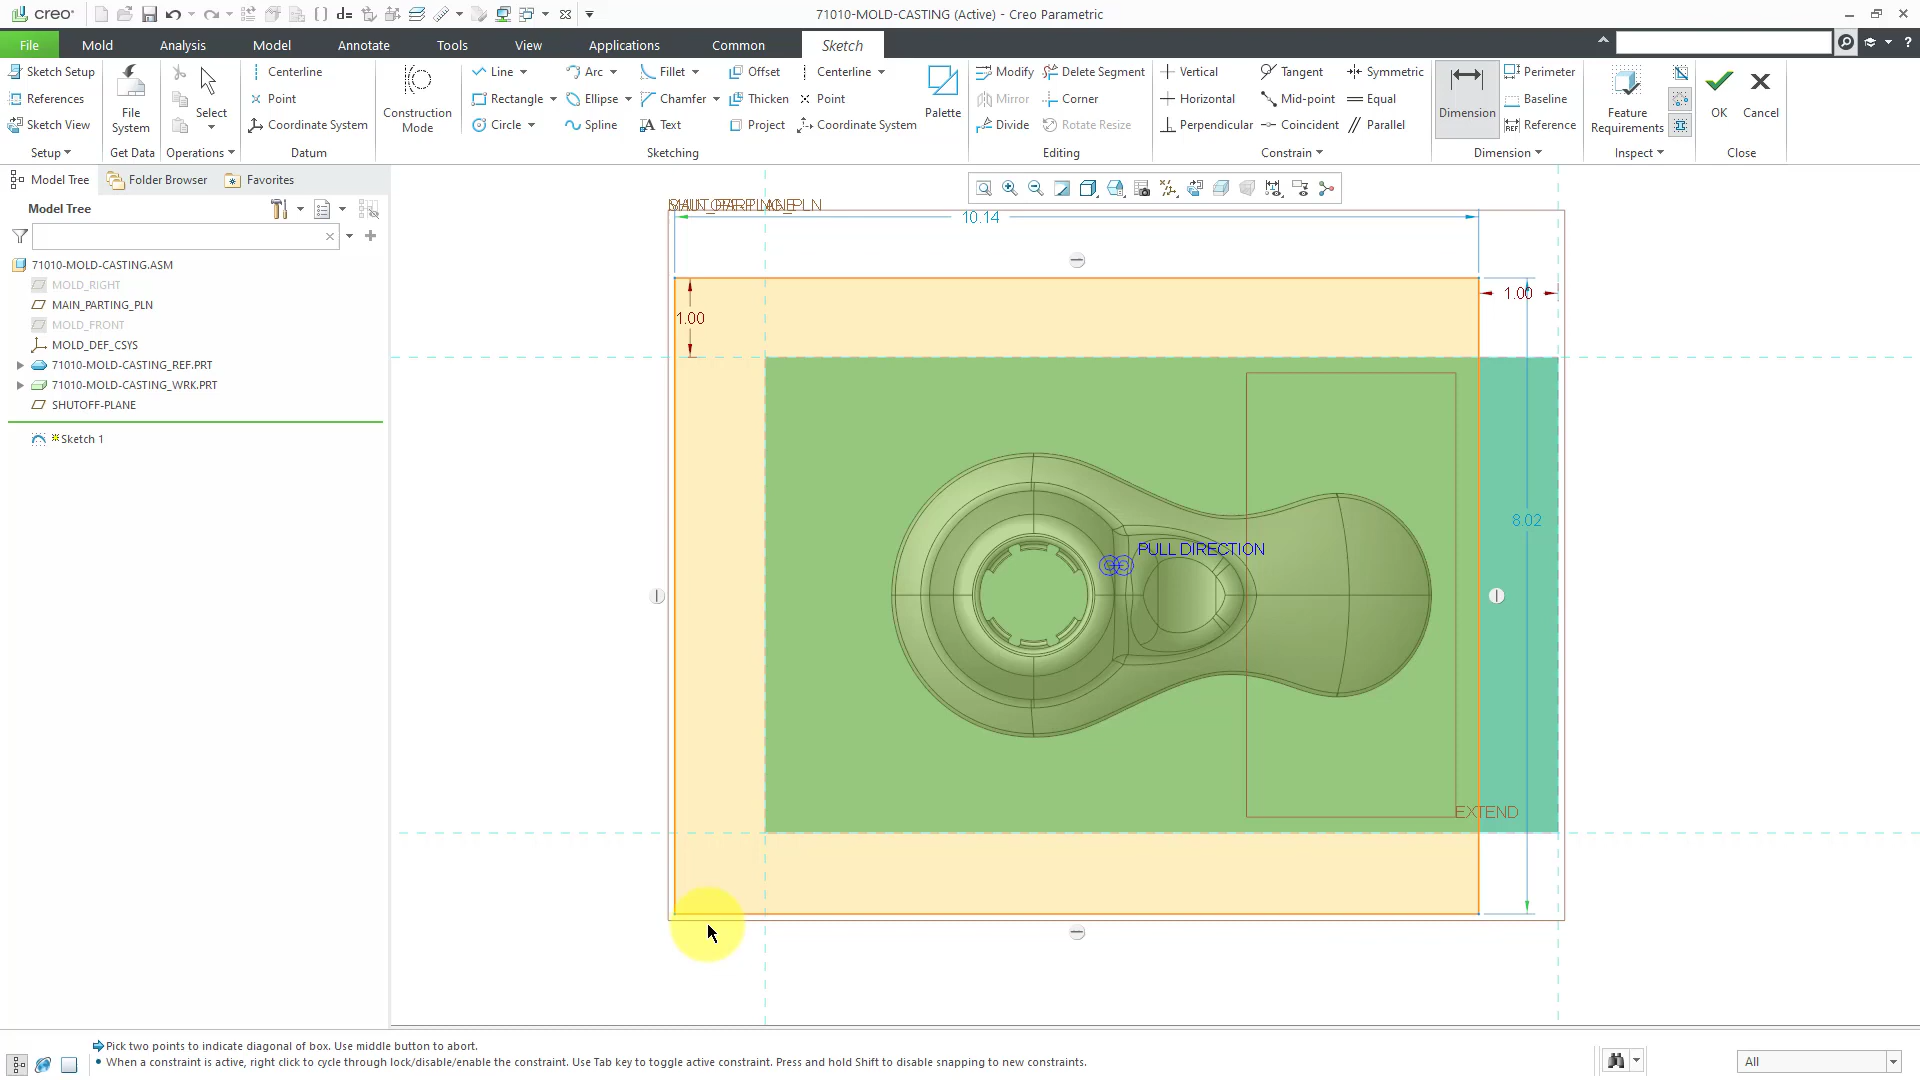 creo
71010-MOLD-CASTING (Active) - Creo Parametric
File
Mold
Analysis
Model
Annotate
Tools
View
Applications
Common
Sketch
Sketch Setup
References
Sketch View
Setup
File System
Get Data
Select
Operations
Centerline
Point
Coordinate System
Datum
Construction Mode
Line
Rectangle
Circle
Arc
Ellipse
Spline
Fillet
Chamfer
Text
Offset
Thicken
Project
Centerline
Point
Coordinate System
Palette
Sketching
Modify
Mirror
Divide
Delete Segment
Corner
Rotate Resize
Editing
Vertical
Horizontal
Perpendicular
Tangent
Mid-point
Coincident
Symmetric
Equal
Parallel
Constrain
Dimension
Perimeter
Baseline
Reference
Dimension
Feature Requirements
Inspect
OK
Cancel
Close
Model Tree
Folder Browser
Favorites
Model Tree
71010-MOLD-CASTING.ASM
MOLD_RIGHT
MAIN_PARTING_PLN
MOLD_FRONT
MOLD_DEF_CSYS
71010-MOLD-CASTING_REF.PRT
71010-MOLD-CASTING_WRK.PRT
SHUTOFF-PLANE
Sketch 1
10.14
1.00
1.00
8.02
PULL DIRECTION
EXTEND
Pick two points to indicate diagonal of box. Use middle button to abort.
• When a constraint is active, right click to cycle through lock/disable/enable the constraint. Use Tab key to toggle active constraint. Press and hold Shift to disable snapping to new constraints.
All